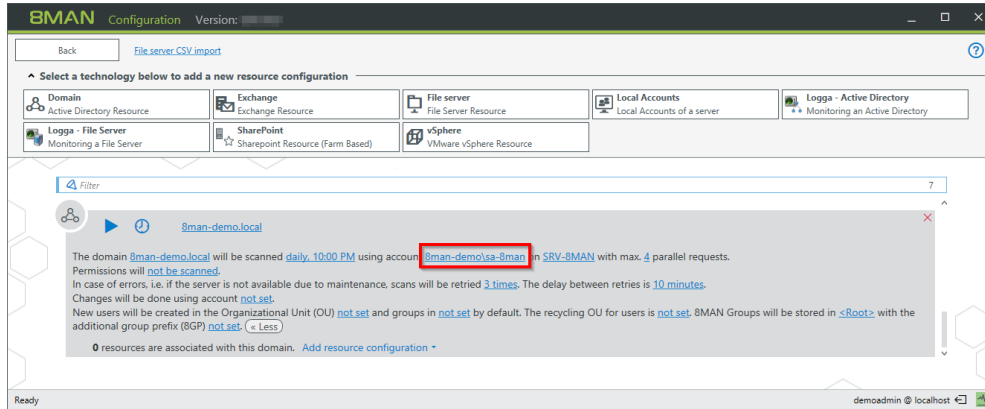 8MAN Configuration Version:
Back File server CSV import
Select a technology below to add a new resource configuration
Domain
Active Directory Resource
Exchange
Exchange Resource
File server
File Server Resource
Local Accounts
Local Accounts of a server
Logga - Active Directory
Monitoring an Active Directory
Logga - File Server
Monitoring a File Server
SharePoint
Sharepoint Resource (Farm Based)
vSphere
VMware vSphere Resource
Filter 7
8man-demo.local
The domain 8man-demo.local will be scanned daily, 10:00 PM using account 8man-demo\sa-8man on SRV-8MAN with max. 4 parallel requests.
Permissions will not be scanned.
In case of errors, i.e. if the server is not available due to maintenance, scans will be retried 3 times. The delay between retries is 10 minutes.
Changes will be done using account not set.
New users will be created in the Organizational Unit (OU) not set and groups in not set by default. The recycling OU for users is not set. 8MAN Groups will be stored in <Root> with the
additional group prefix (8GP) not set. « Less
0 resources are associated with this domain. Add resource configuration
Ready demoadmin @ localhost